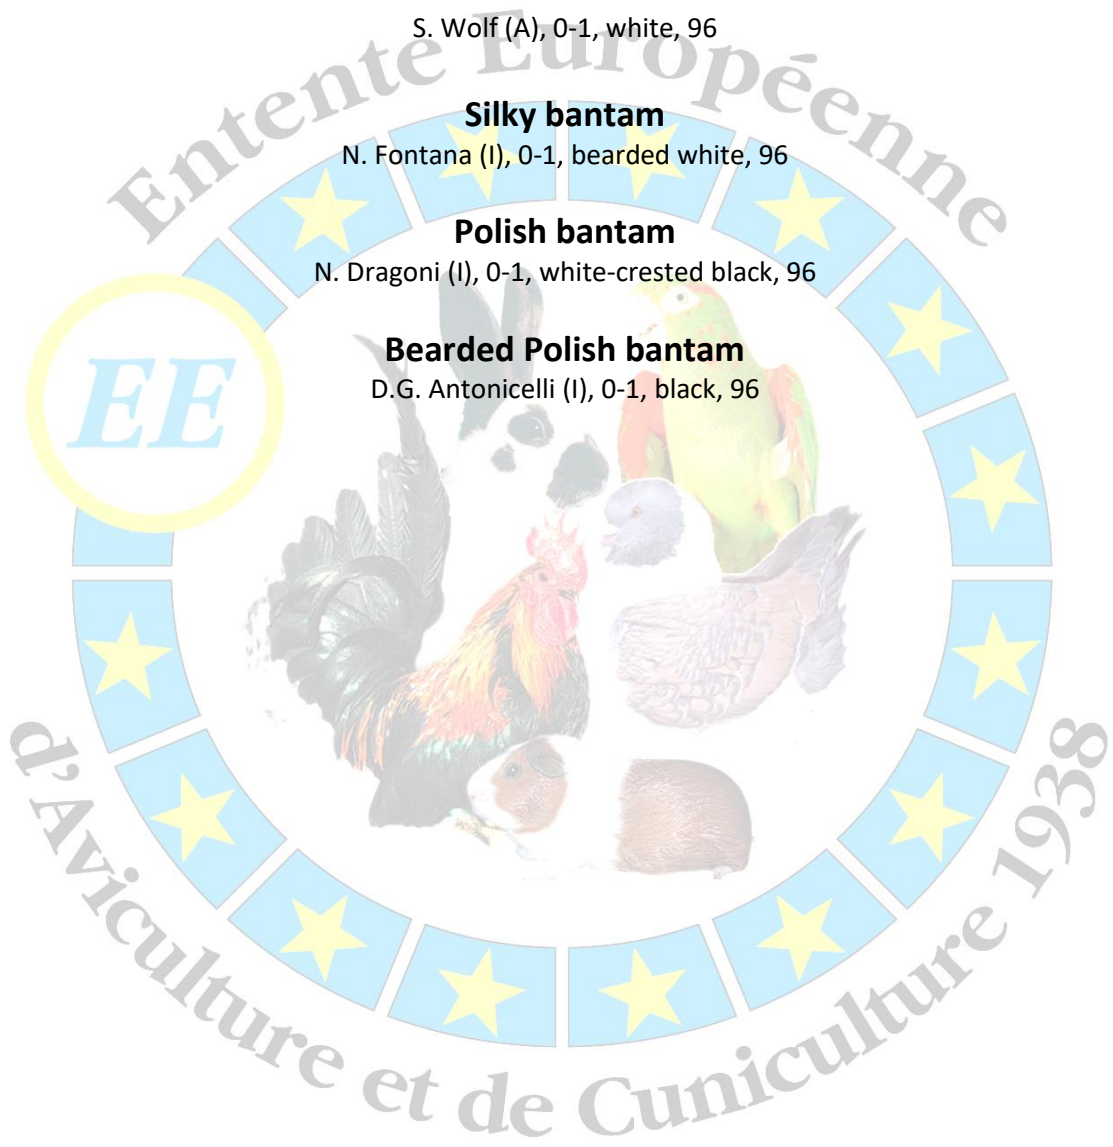 S. Wolf (A), 0-1, white, 96
Silky bantam
N. Fontana (I), 0-1, bearded white, 96
Polish bantam
N. Dragoni (I), 0-1, white-crested black, 96
Bearded Polish bantam
D.G. Antonicelli (I), 0-1, black, 96
Entente Européenne
EE
d'Aviculture et de Cuniculture 1938